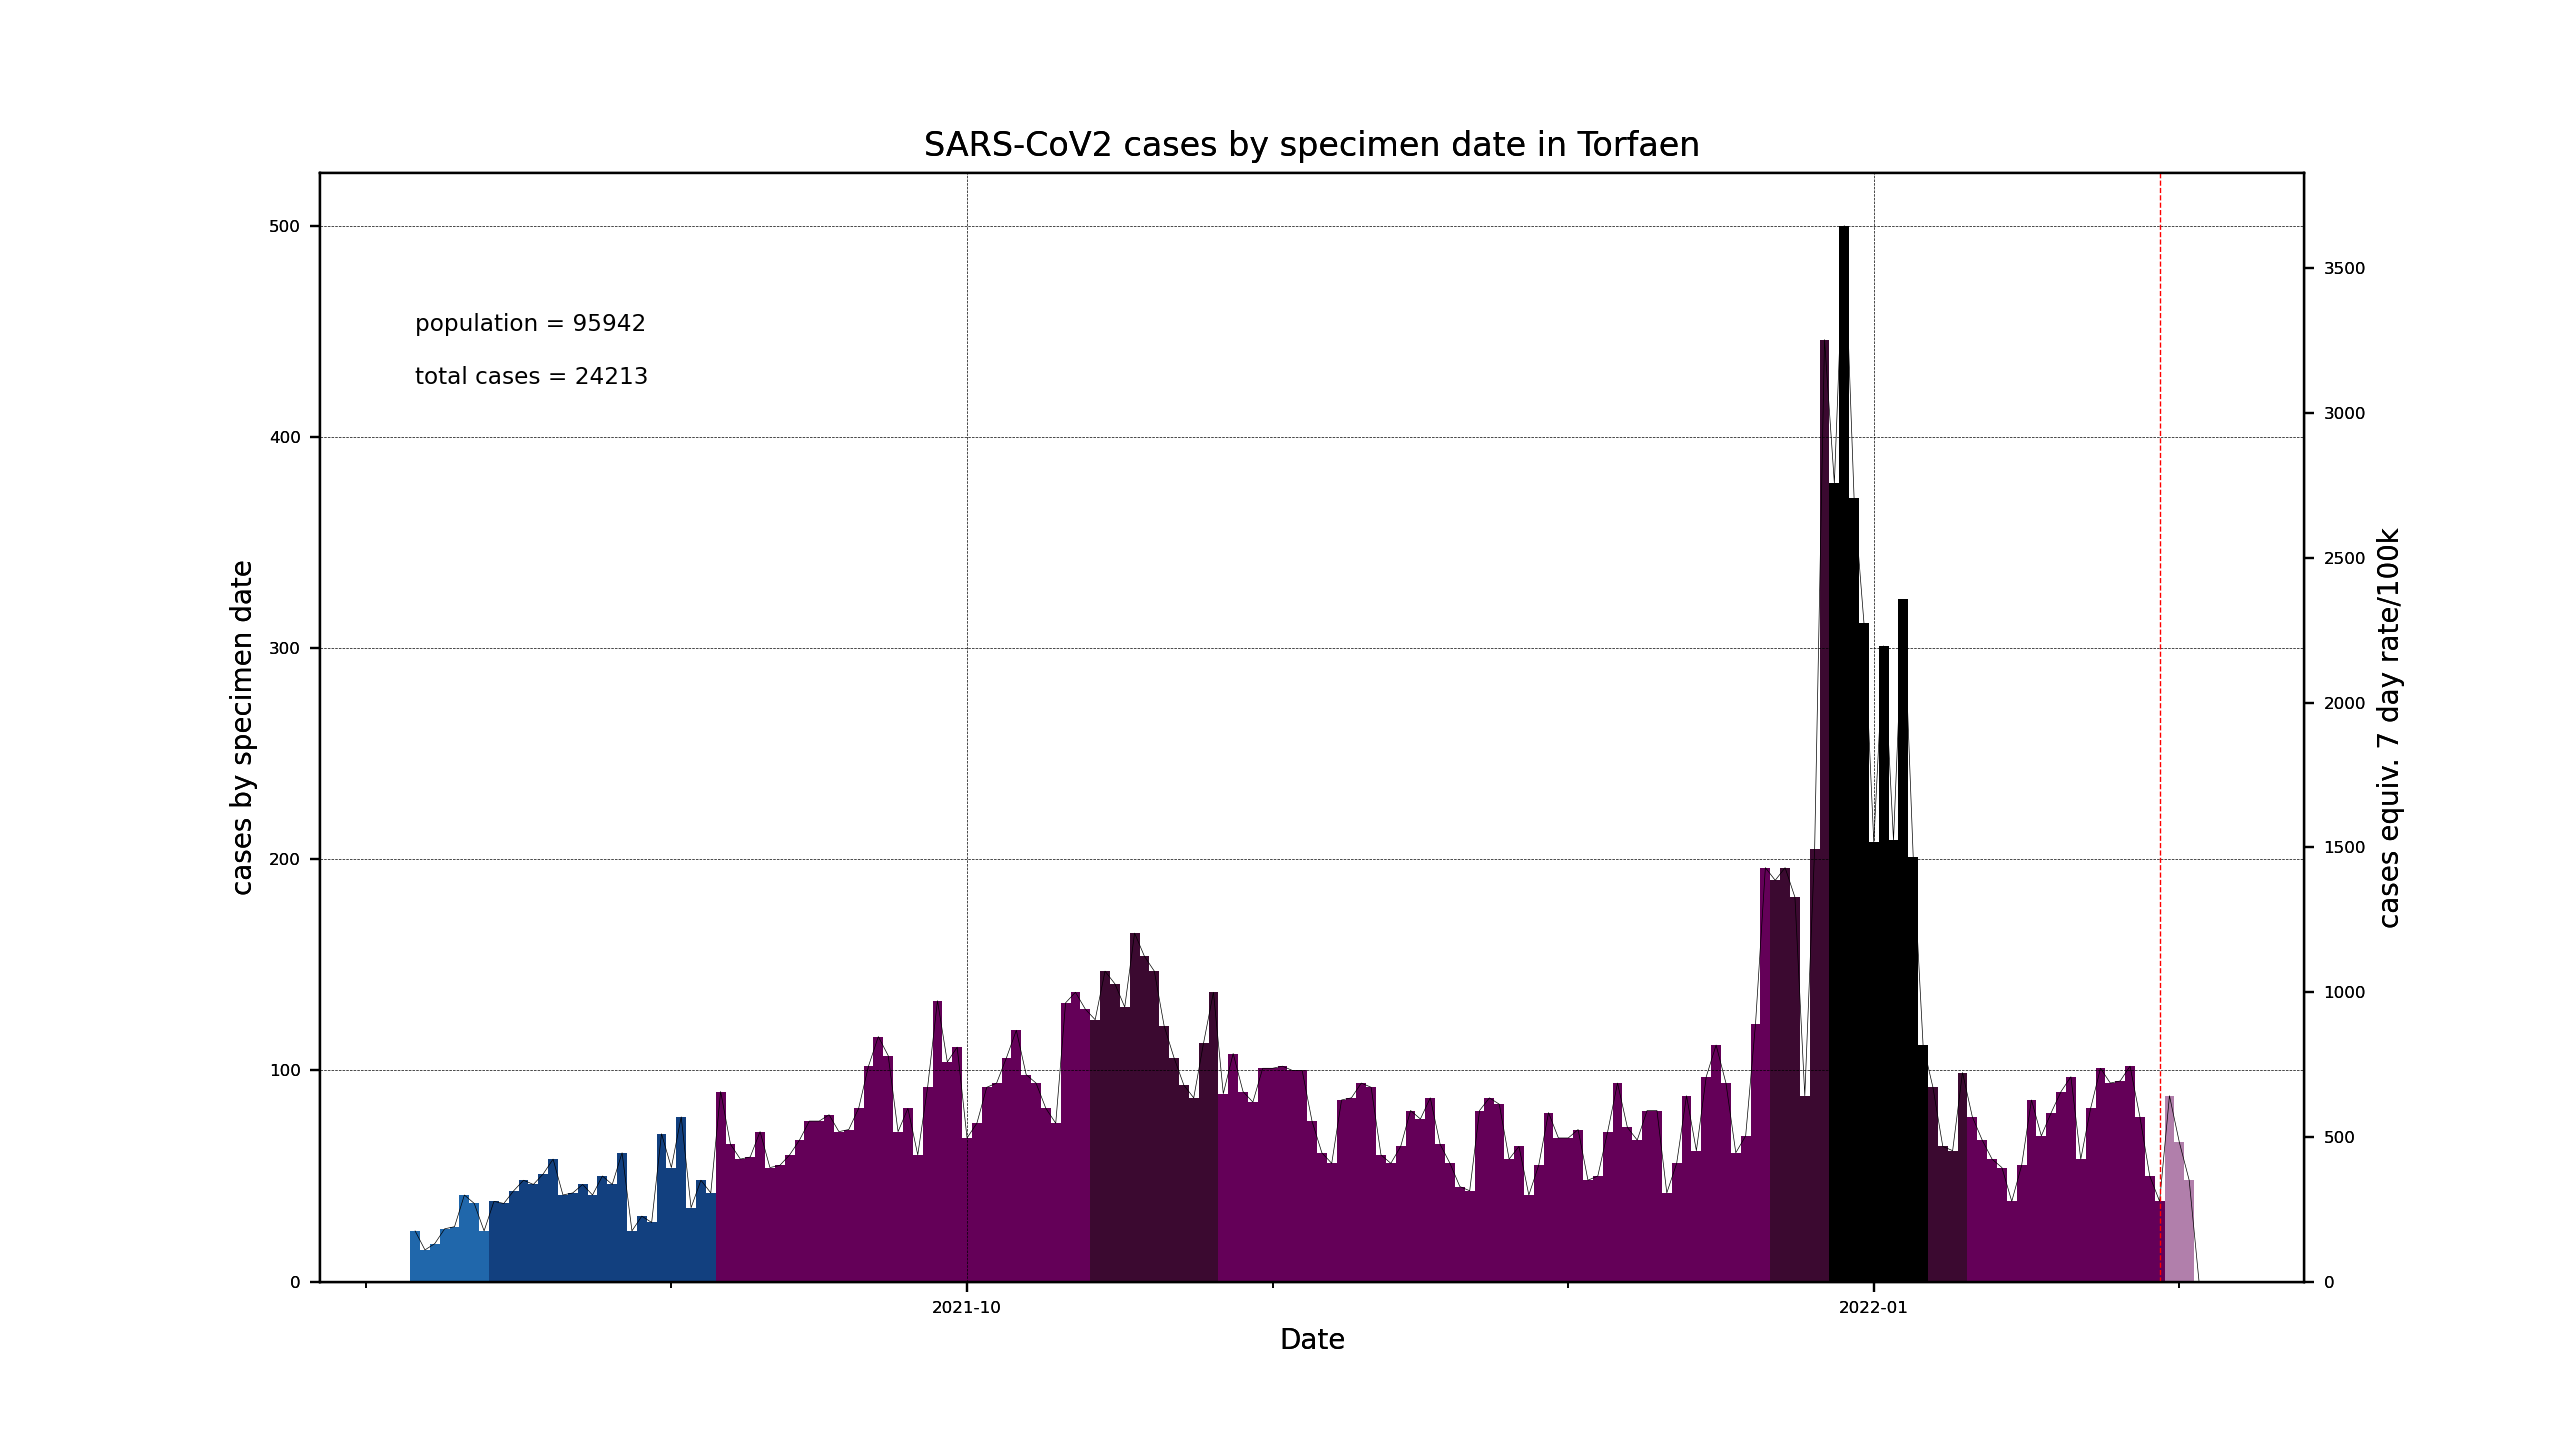 SARS-CoV2 cases by specimen date in Torfaen
population = 95942
total cases = 24213
cases by specimen date
500
400
300
200
100
0
3500
3000
2500
2000
1500
1000
500
0
cases equiv. 7 day rate/100k
2021-10
2022-01
Date